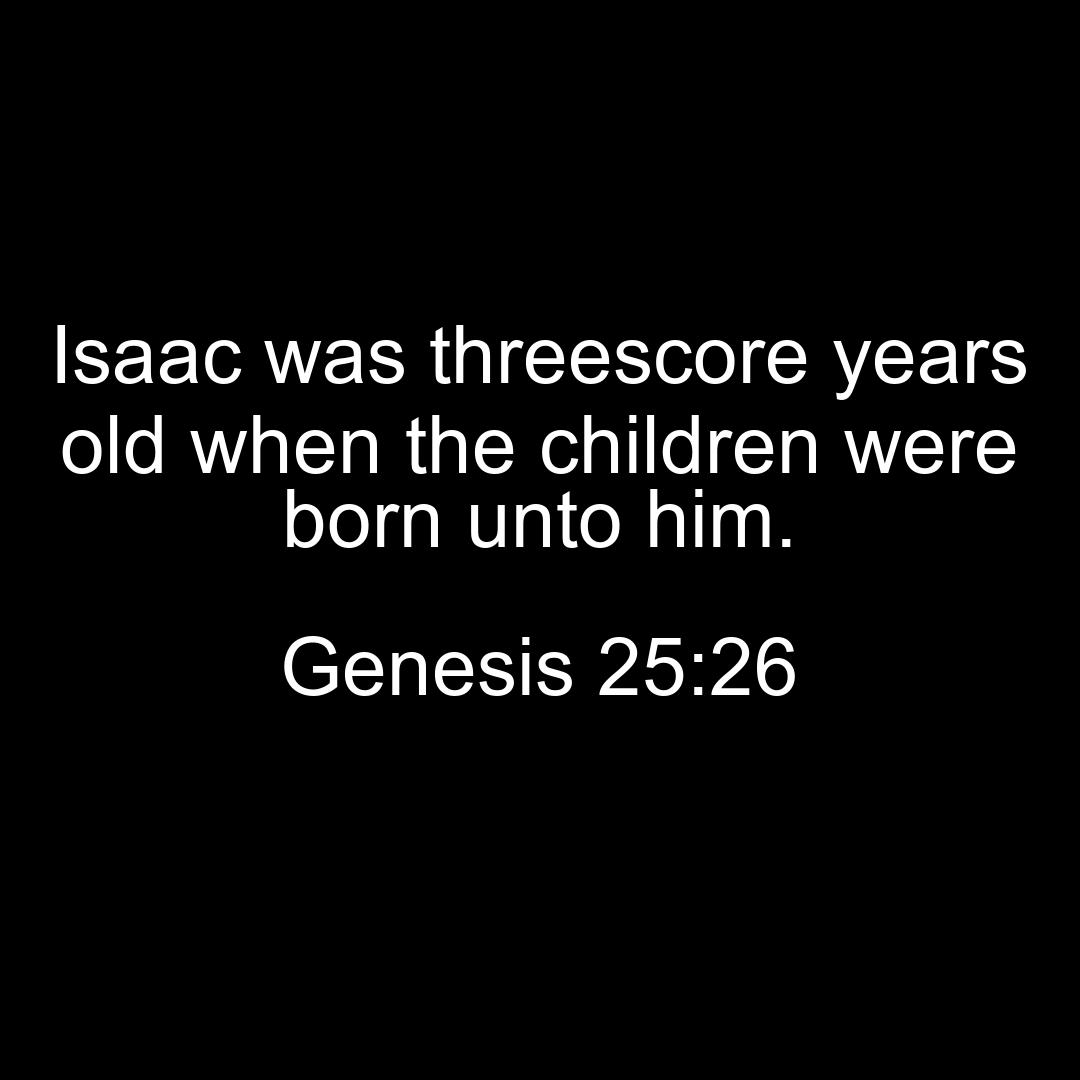 Isaac was threescore years
old when the children were
born unto him.
Genesis 25:26